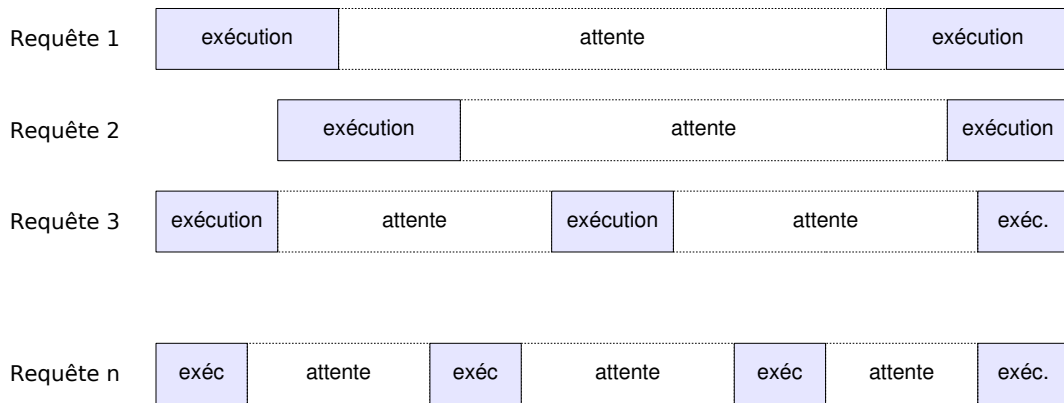 Requête 1 exécution attente exécution
Requête 2 exécution attente exécution
Requête 3 exécution attente exécution attente exéc.
Requête n exéc attente exéc attente exéc attente exéc.